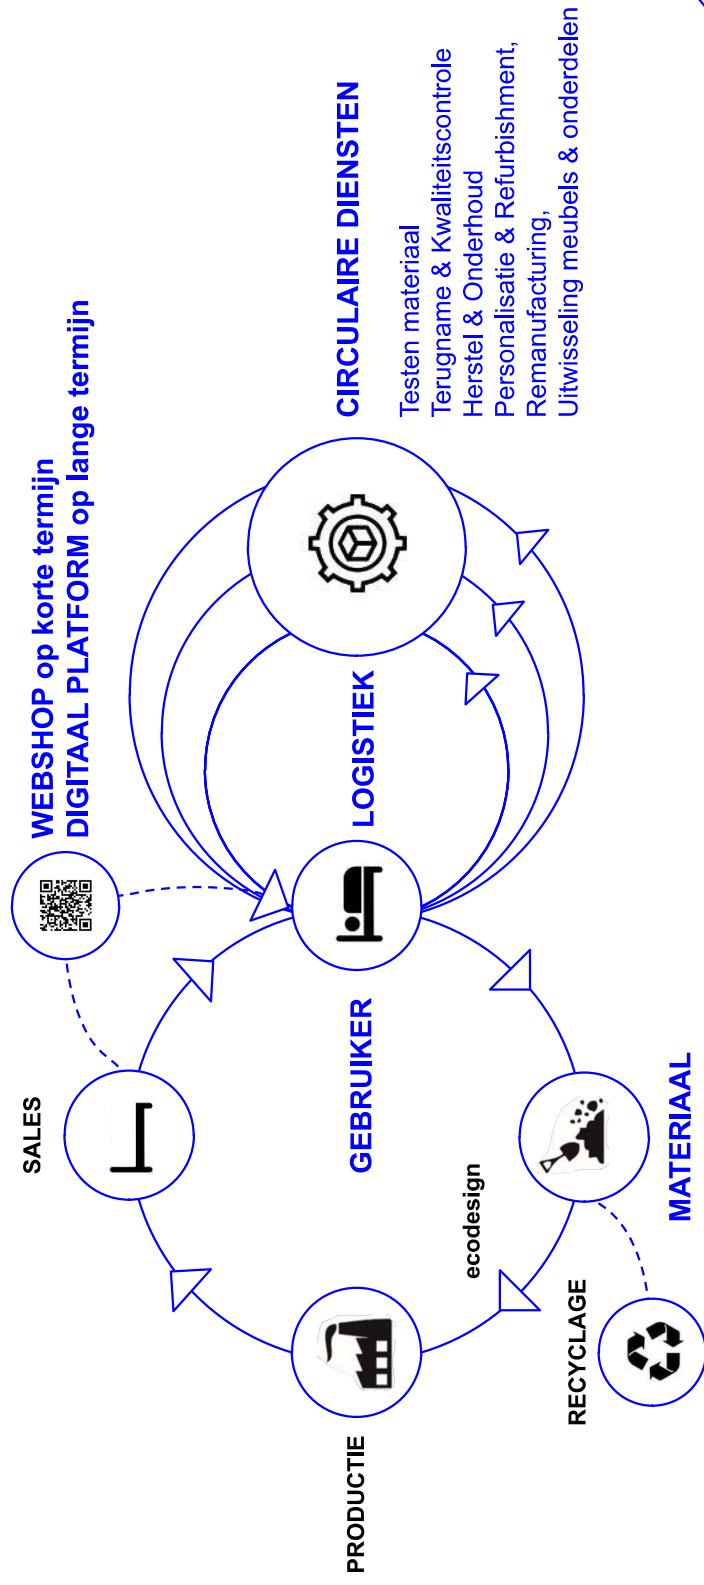 WEBSHOP op korte termijn
DIGITAAL PLATFORM op lange termijn
SALES
PRODUCTIE
GEBRUIKER
LOGISTIEK
CIRCULAIRE DIENSTEN
Testen materiaal
Terugname & Kwaliteitscontrole
Herstel & Onderhoud
Personalisatie & Refurbishment,
Remanufacturing,
Uitwisseling meubels & onderdelen
ecodesign
RECYCLAGE
MATERIAAL